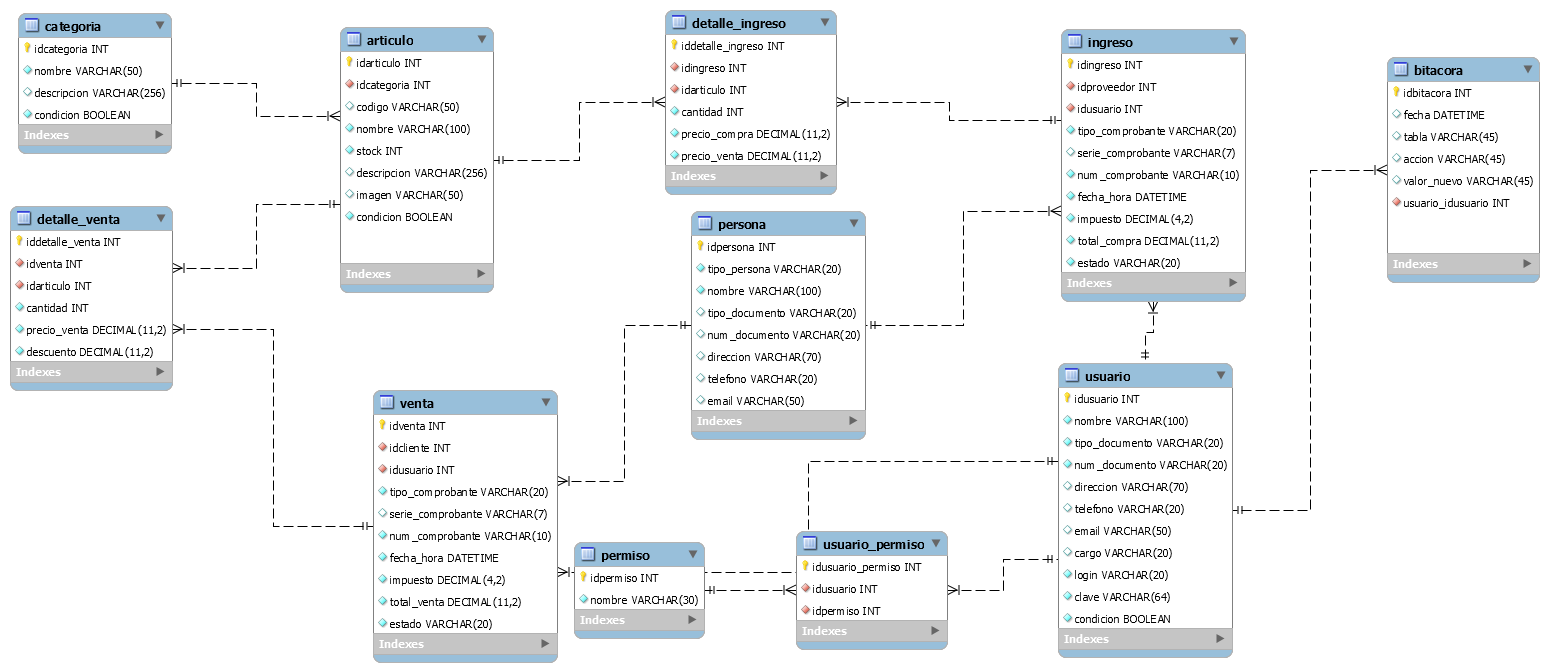 categoria
idcategoria INT
nombre VARCHAR(50)
descripcion VARCHAR(256)
condicion BOOLEAN
Indexes
articulo
idarticulo INT
idcategoria INT
codigo VARCHAR(50)
nombre VARCHAR(100)
stock INT
descripcion VARCHAR(256)
imagen VARCHAR(50)
condicion BOOLEAN
Indexes
detalle_ingreso
iddetalle_ingreso INT
idingreso INT
idarticulo INT
cantidad INT
precio_compra DECIMAL(11,2)
precio_venta DECIMAL(11,2)
Indexes
ingreso
idingreso INT
idproveedor INT
idusuario INT
tipo_comprobante VARCHAR(20)
serie_comprobante VARCHAR(7)
num_comprobante VARCHAR(10)
fecha_hora DATETIME
impuesto DECIMAL(4,2)
total_compra DECIMAL(11,2)
estado VARCHAR(20)
Indexes
bitacora
idbitacora INT
fecha DATETIME
tabla VARCHAR(45)
accion VARCHAR(45)
valor_nuevo VARCHAR(45)
usuario_idusuario INT
Indexes
detalle_venta
iddetalle_venta INT
idventa INT
idarticulo INT
cantidad INT
precio_venta DECIMAL(11,2)
descuento DECIMAL(11,2)
Indexes
persona
idpersona INT
tipo_persona VARCHAR(20)
nombre VARCHAR(100)
tipo_documento VARCHAR(20)
num_documento VARCHAR(20)
direccion VARCHAR(70)
telefono VARCHAR(20)
email VARCHAR(50)
Indexes
venta
idventa INT
idcliente INT
idusuario INT
tipo_comprobante VARCHAR(20)
serie_comprobante VARCHAR(7)
num_comprobante VARCHAR(10)
fecha_hora DATETIME
impuesto DECIMAL(4,2)
total_venta DECIMAL(11,2)
estado VARCHAR(20)
Indexes
permiso
idpermiso INT
nombre VARCHAR(30)
Indexes
usuario_permiso
idusuario_permiso INT
idusuario INT
idpermiso INT
Indexes
usuario
idusuario INT
nombre VARCHAR(100)
tipo_documento VARCHAR(20)
num_documento VARCHAR(20)
direccion VARCHAR(70)
telefono VARCHAR(20)
email VARCHAR(50)
cargo VARCHAR(20)
login VARCHAR(20)
clave VARCHAR(64)
condicion BOOLEAN
Indexes